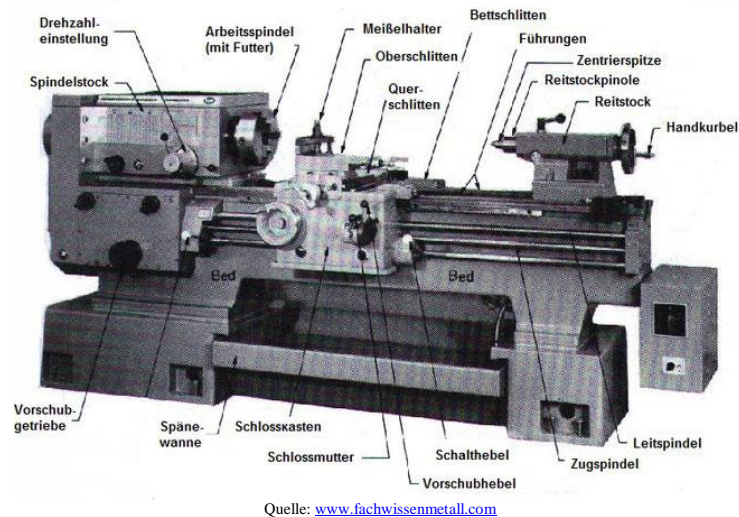 Drehzahl-
einstellung
Arbeitsspindel
(mit Futter)
Spindelstock
Meißelhalter
Oberschlitten
Quer-
schlitten
Bettschlitten
Führungen
Zentrierspitze
Reitstockpinole
Reitstock
Handkurbel
Bed
Bed
Vorschub-
getriebe
Späne-
wanne
Schlosskasten
Schlossmutter
Vorschubhebel
Schalthebel
Zugspindel
Leitspindel
Quelle: www.fachwissenmetall.com